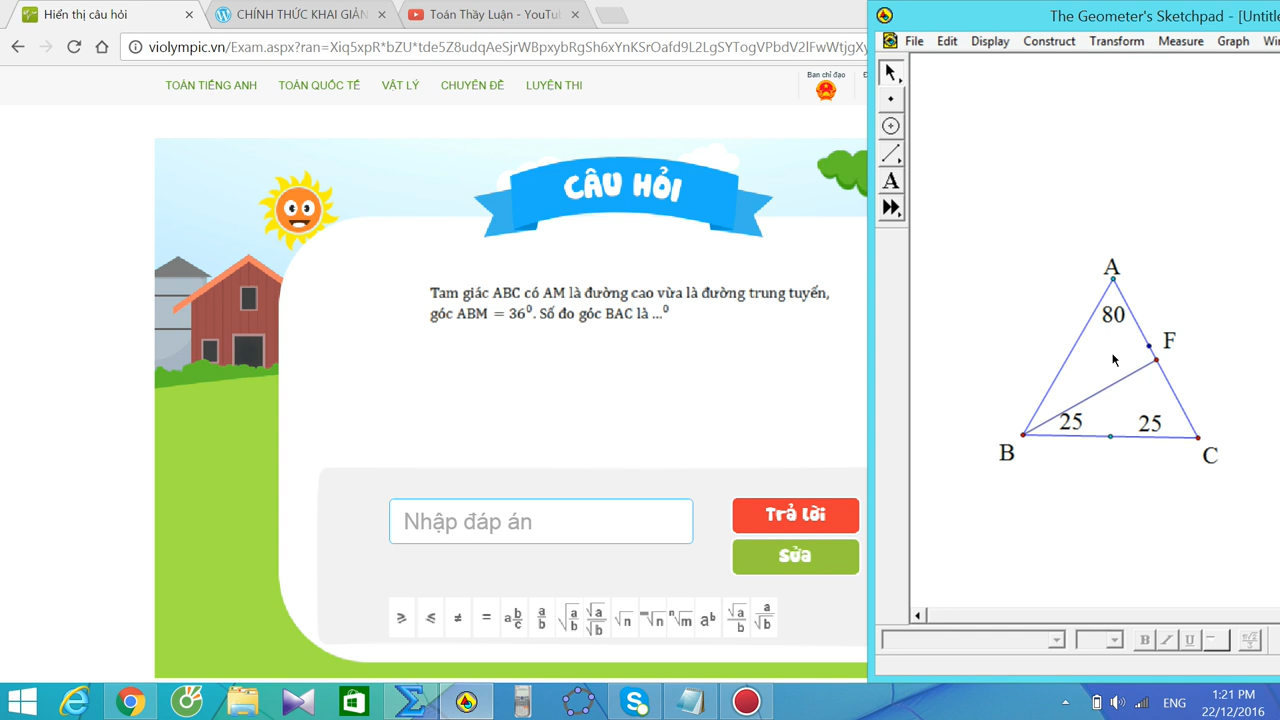 Hiển thị câu hỏi
CHÍNH THỨC KHAI GIẢN
Toán Thầy Luận - YouTu
The Geometer's Sketchpad - [Untitle
violympic.vn/Exam.aspx?run=
File Edit Display Construct Transform Measure Graph Win
TOÁN TIẾNG ANH TOÁN QUỐC TẾ VẬT LÝ CHUYÊN ĐỀ LUYỆN THI
Ban chỉ đạo
CÂU HỎI
Tam giác ABC có AM là đường cao vừa là đường trung tuyến,
góc ABM = 36⁰. Số đo góc BAC là ...⁰
A
80
F
25 25
B C
Nhập đáp án
Trả lời
Sửa
≥ ≤ ≠ = a b/c a/b √a/b √a/√b √n ⁻√n ⁿ√m aᵇ √a/b a/√b
B I U
ENG
1:21 PM
22/12/2016